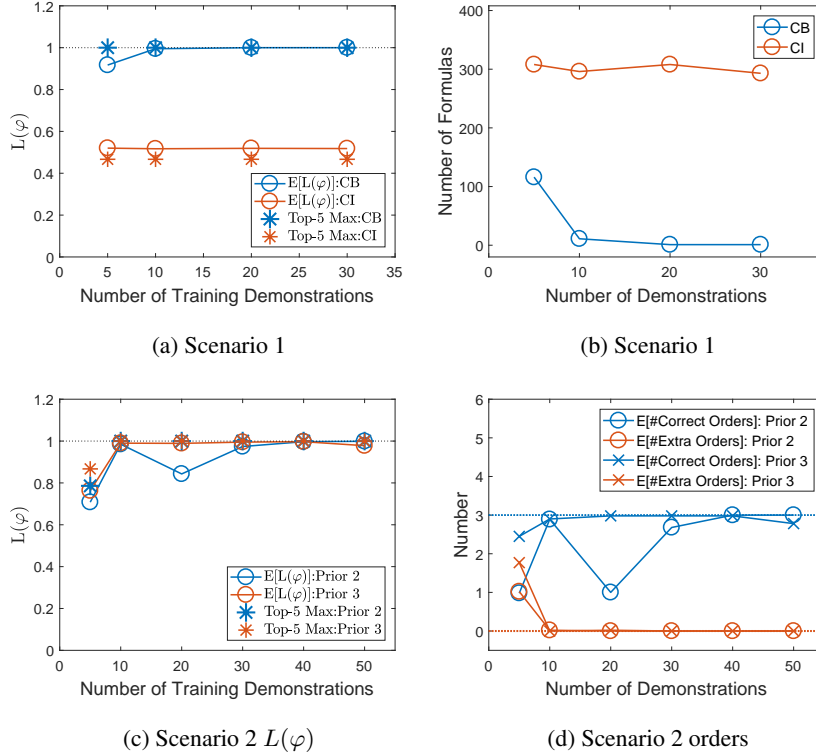 1.2
1
0.8
0.6
0.4
0.2
0
L(φ)
E[L(φ)]:CB
E[L(φ)]:CI
Top-5 Max:CB
Top-5 Max:CI
0 5 10 15 20 25 30 35
Number of Training Demonstrations
(a) Scenario 1
400
300
200
100
0
Number of Formulas
CB
CI
0 10 20 30
Number of Demonstrations
(b) Scenario 1
1.2
1
0.8
0.6
0.4
0.2
0
L(φ)
E[L(φ)]:Prior 2
E[L(φ)]:Prior 3
Top-5 Max:Prior 2
Top-5 Max:Prior 3
0 10 20 30 40 50
Number of Training Demonstrations
(c) Scenario 2 L(φ)
6
5
4
3
2
1
0
Number
E[#Correct Orders]: Prior 2
E[#Extra Orders]: Prior 2
E[#Correct Orders]: Prior 3
E[#Extra Orders]: Prior 3
0 10 20 30 40 50
Number of Demonstrations
(d) Scenario 2 orders